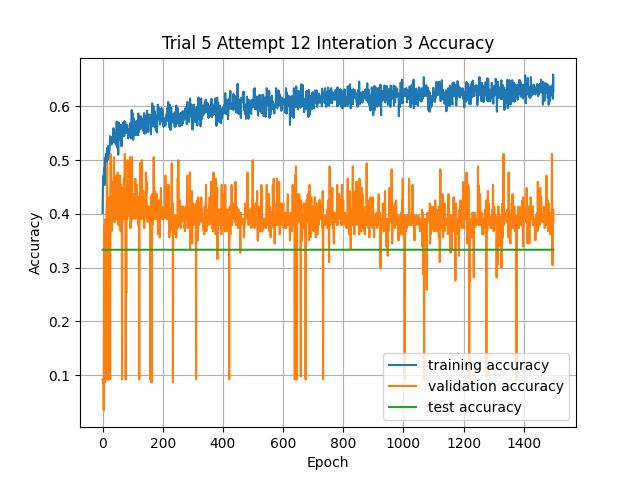 Trial 5 Attempt 12 Interation 3 Accuracy
0.6
0.5
0.4
0.3
0.2
0.1
Accuracy
0 200 400 600 800 1000 1200 1400
Epoch
training accuracy
validation accuracy
test accuracy